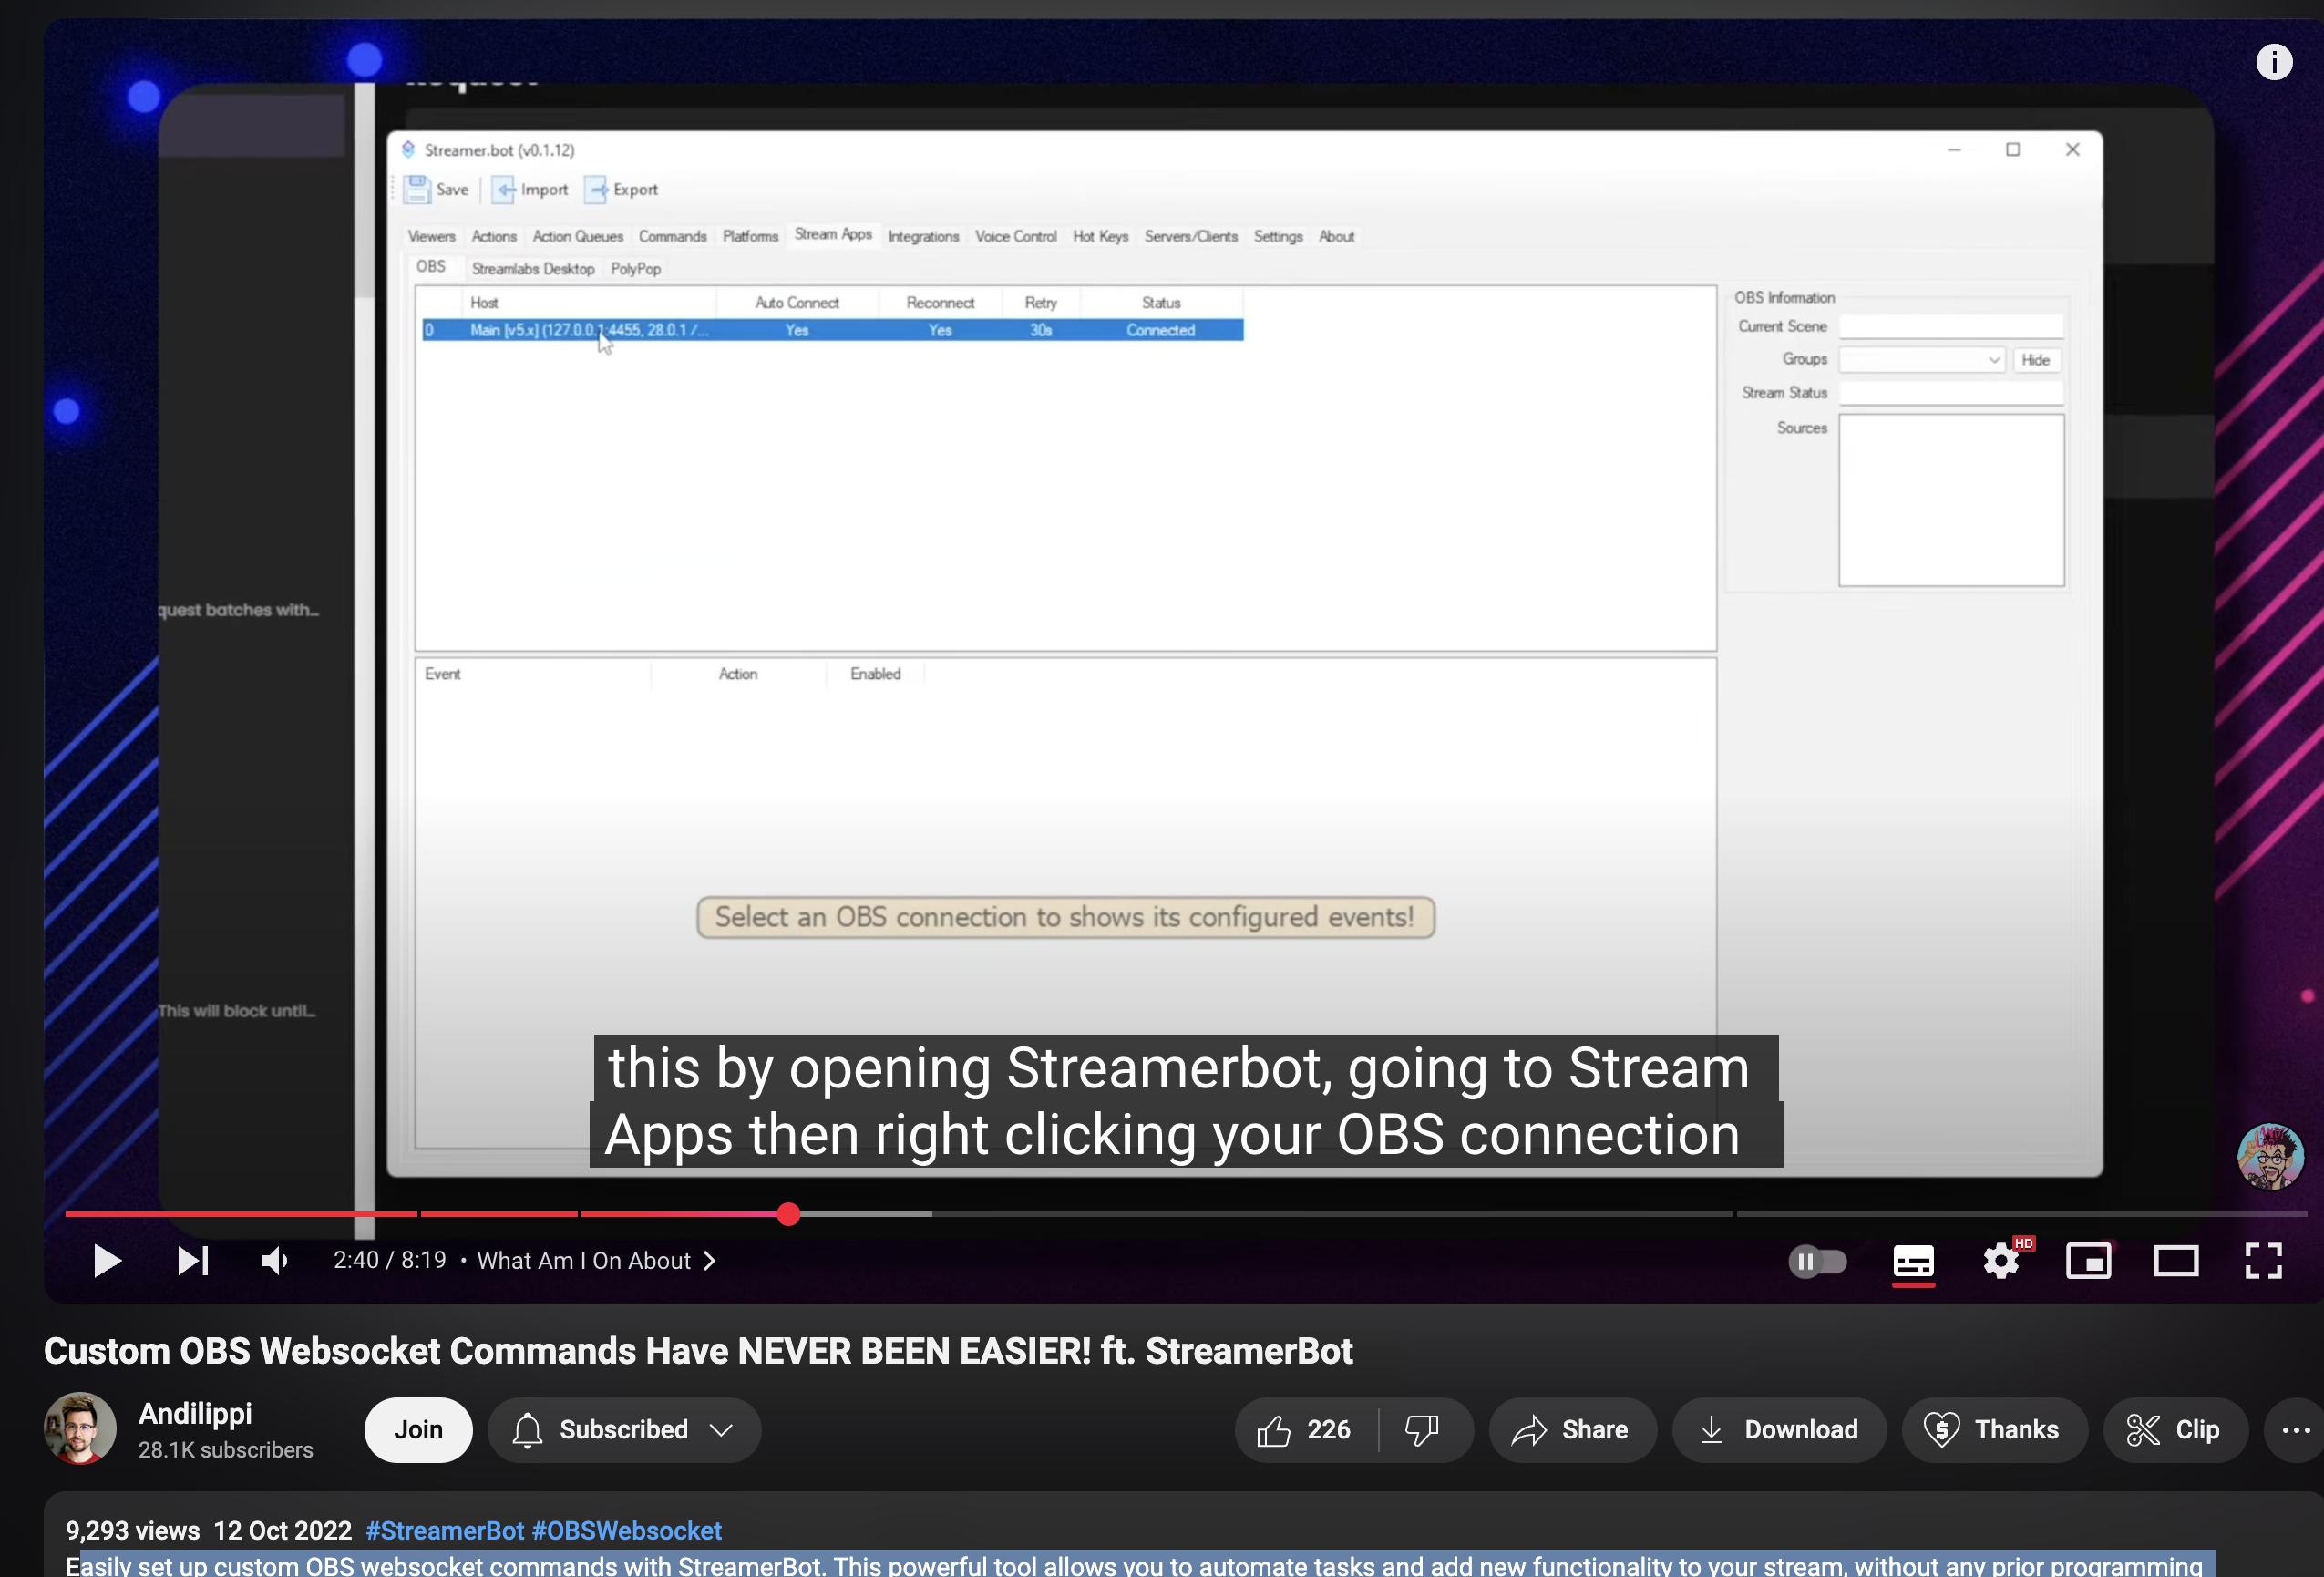 Streamer.bot (v0.1.12)
Save Import Export
Viewers Actions Action Queues Commands Platforms Stream Apps Integrations Voice Control Hot Keys Servers/Clients Settings About
OBS Streamlabs Desktop PolyPop
Host Auto Connect Reconnect Retry Status
0 Main [v5.x] (127.0.0.1:4455, 28.0.1 /... Yes Yes 30s Connected
OBS Information
Current Scene
Groups Hide
Stream Status
Sources
quest batches with...
Event Action Enabled
Select an OBS connection to shows its configured events!
This will block until...
this by opening Streamerbot, going to Stream
Apps then right clicking your OBS connection
2:40 / 8:19 • What Am I On About
HD
Custom OBS Websocket Commands Have NEVER BEEN EASIER! ft. StreamerBot
Andilippi
28.1K subscribers
Join
Subscribed
226
Share
Download
Thanks
Clip
9,293 views 12 Oct 2022 #StreamerBot #OBSWebsocket
Easily set up custom OBS websocket commands with StreamerBot. This powerful tool allows you to automate tasks and add new functionality to your stream, without any prior programming